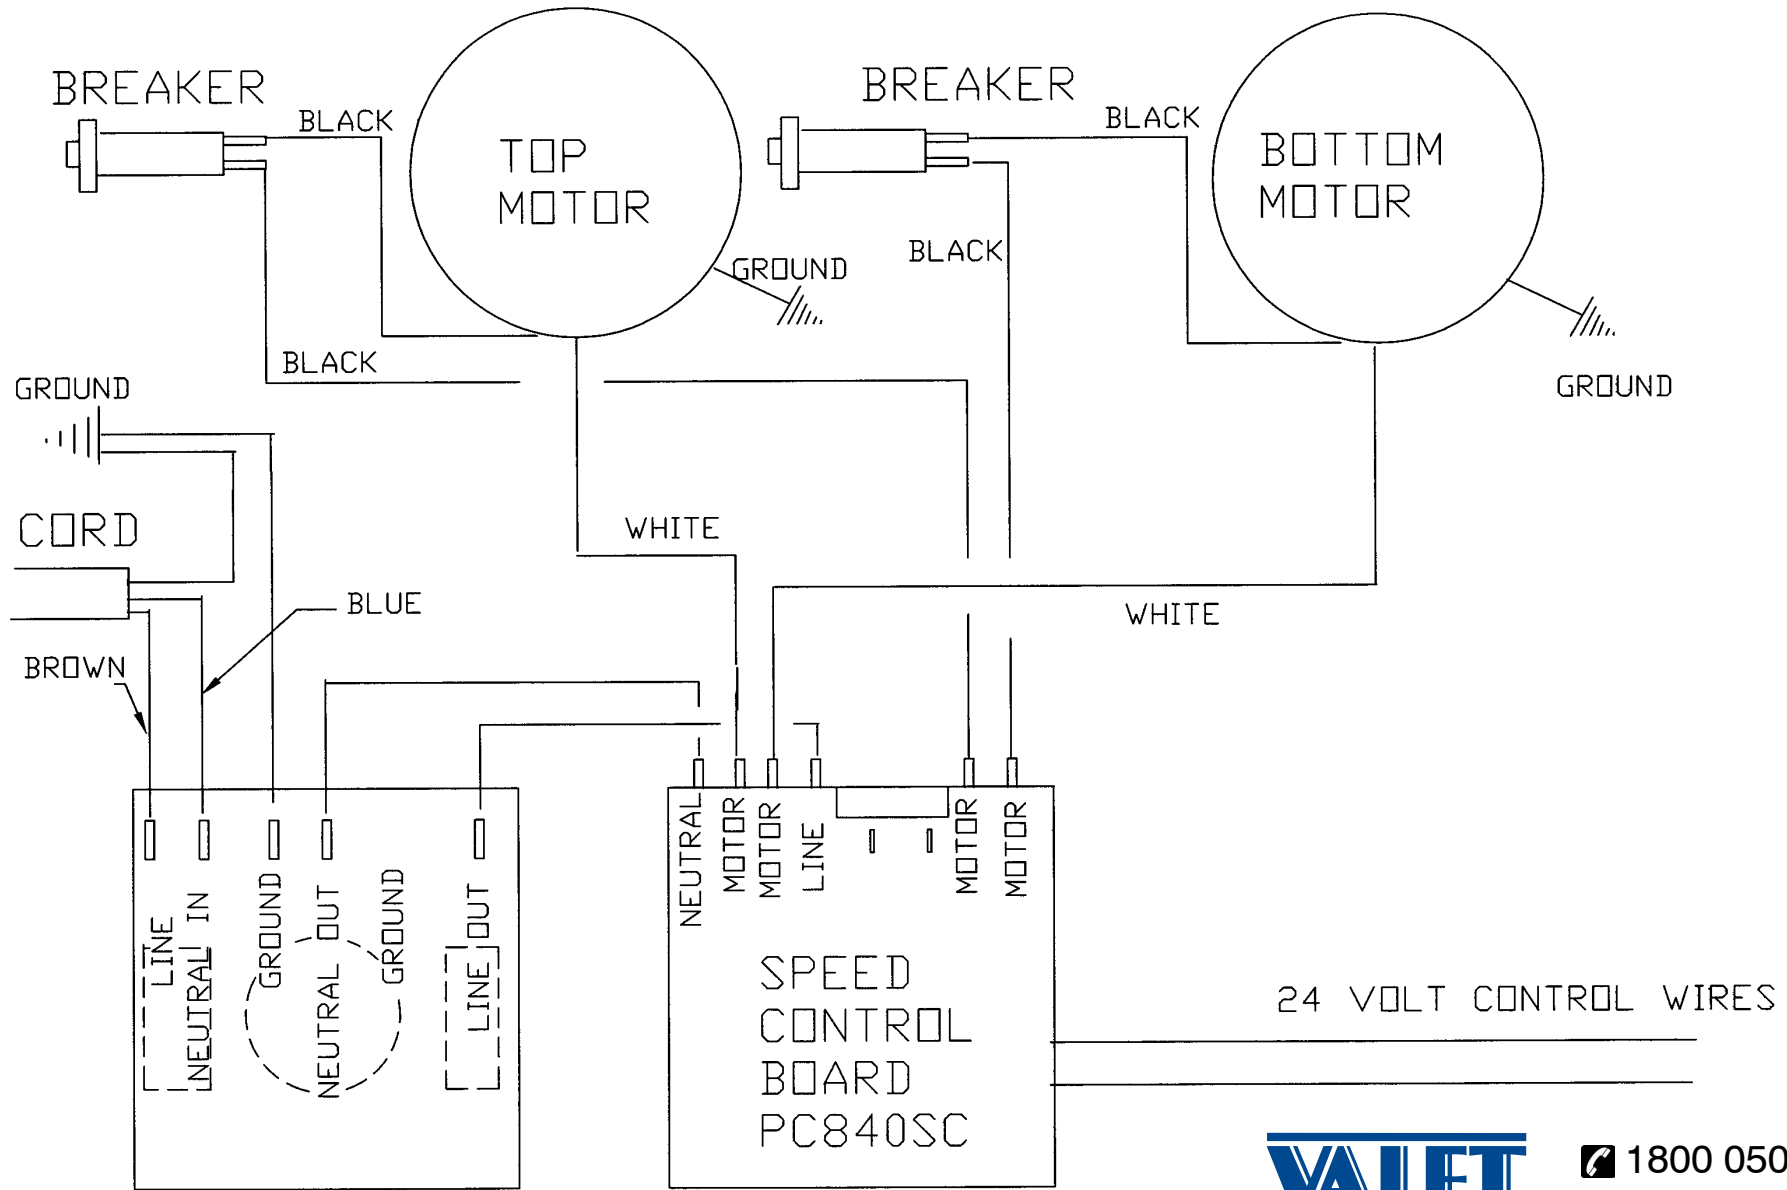 BREAKER
BLACK
TOP
MOTOR
BREAKER
BLACK
BOTTOM
MOTOR
BLACK
GROUND
BLACK
GROUND
GROUND
CORD
WHITE
BLUE
WHITE
BROWN
LINE
NEUTRAL IN
GROUND
NEUTRAL OUT
GROUND
LINE OUT
NEUTRAL
MOTOR
MOTOR
LINE
MOTOR
MOTOR
SPEED
CONTROL
BOARD
PC840SC
24 VOLT CONTROL WIRES
VALET
1800 050